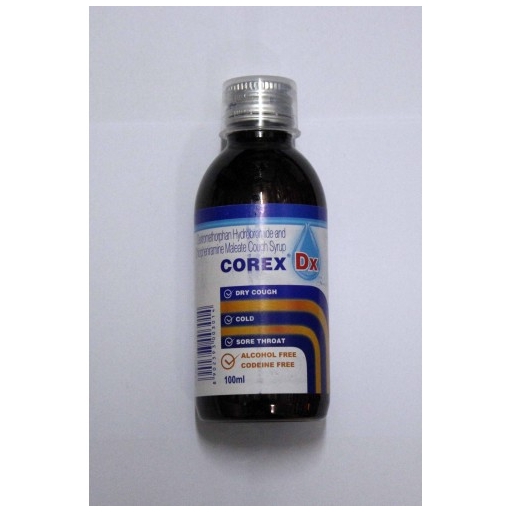 Dextromethorphan Hydrobromide and
Chlorpheniramine Maleate Cough Syrup
COREX® Dx
DRY COUGH
COLD
SORE THROAT
ALCOHOL FREE
CODEINE FREE
100ml